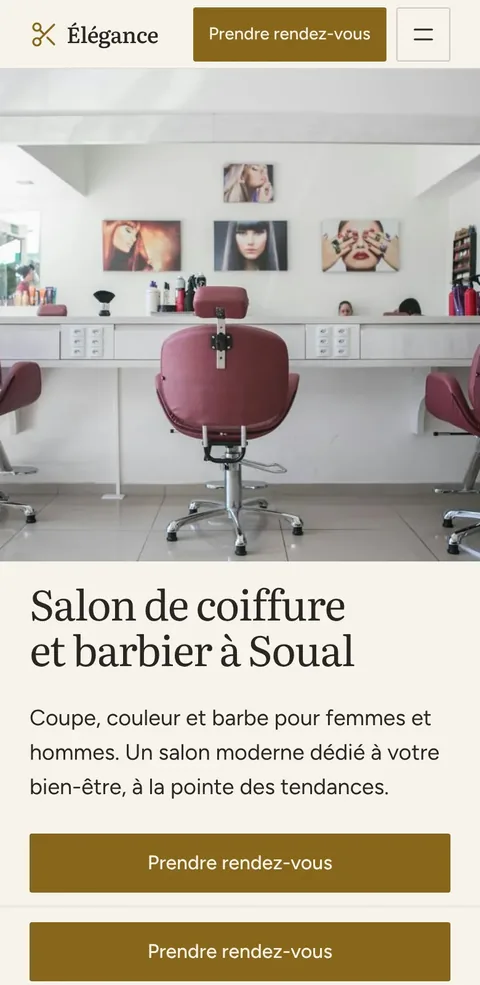 Élégance
Prendre rendez-vous
Salon de coiffure
et barbier à Soual
Coupe, couleur et barbe pour femmes et
hommes. Un salon moderne dédié à votre
bien-être, à la pointe des tendances.
Prendre rendez-vous
Prendre rendez-vous